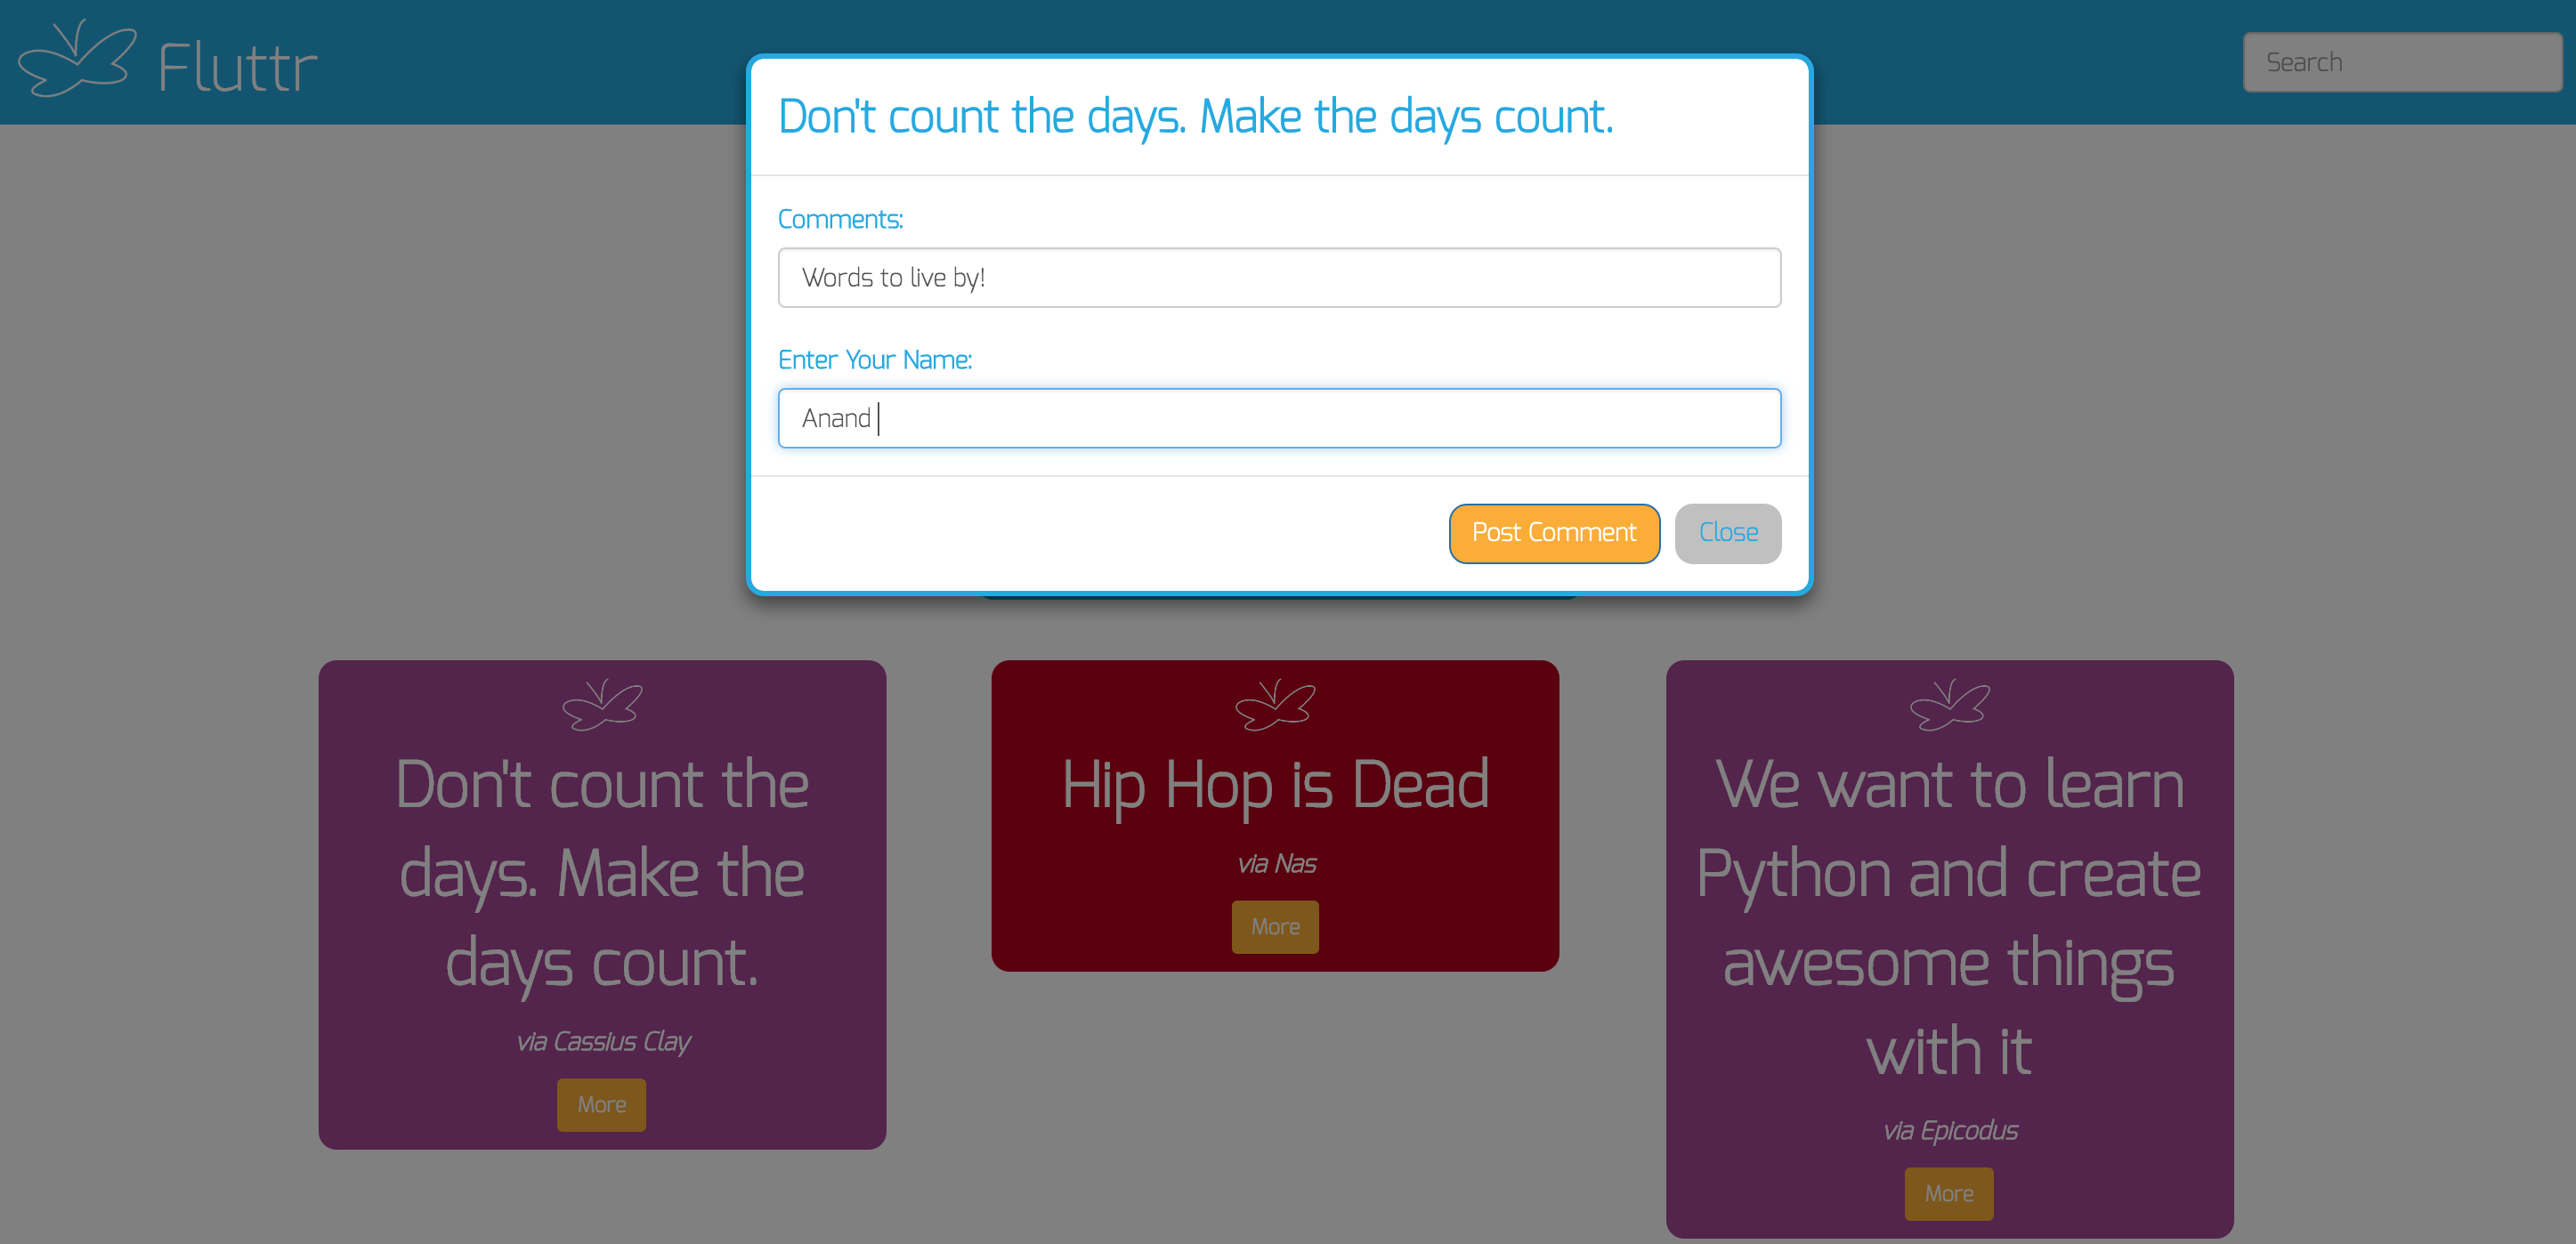 Fluttr
Search
Don't count the days. Make the days count.
Comments:
Words to live by!
Enter Your Name:
Anand
Post Comment
Close
Don't count the
days. Make the
days count.
via Cassius Clay
More
Hip Hop is Dead
via Nas
More
We want to learn
Python and create
awesome things
with it
via Epicodus
More